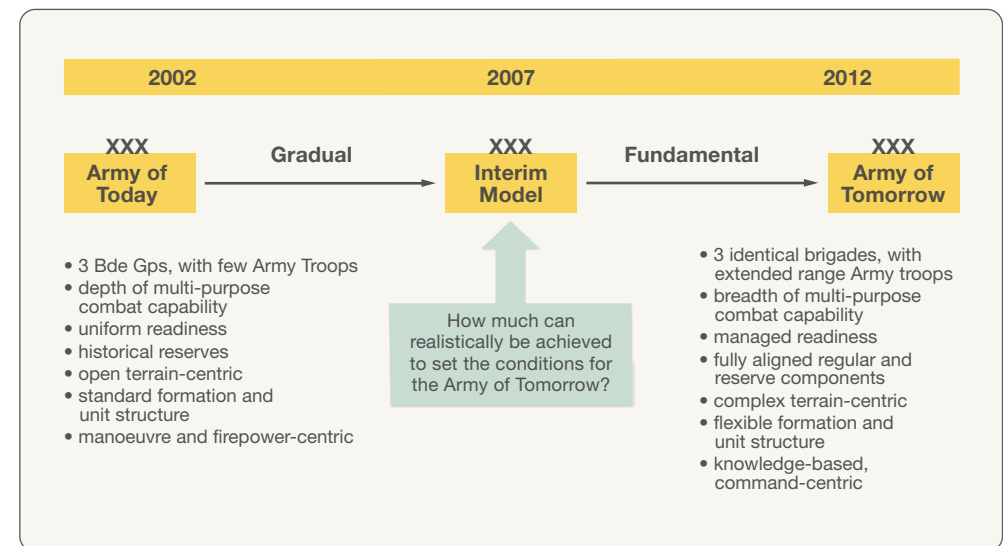 2002 2007 2012
XXX
Army of
Today
Gradual
XXX
Interim
Model
Fundamental
XXX
Army of
Tomorrow
• 3 Bde Gps, with few Army Troops
• depth of multi-purpose
combat capability
• uniform readiness
• historical reserves
• open terrain-centric
• standard formation and
unit structure
• manoeuvre and firepower-centric
How much can
realistically be achieved
to set the conditions for
the Army of Tomorrow?
• 3 identical brigades, with
extended range Army troops
• breadth of multi-purpose
combat capability
• managed readiness
• fully aligned regular and
reserve components
• complex terrain-centric
• flexible formation and
unit structure
• knowledge-based,
command-centric